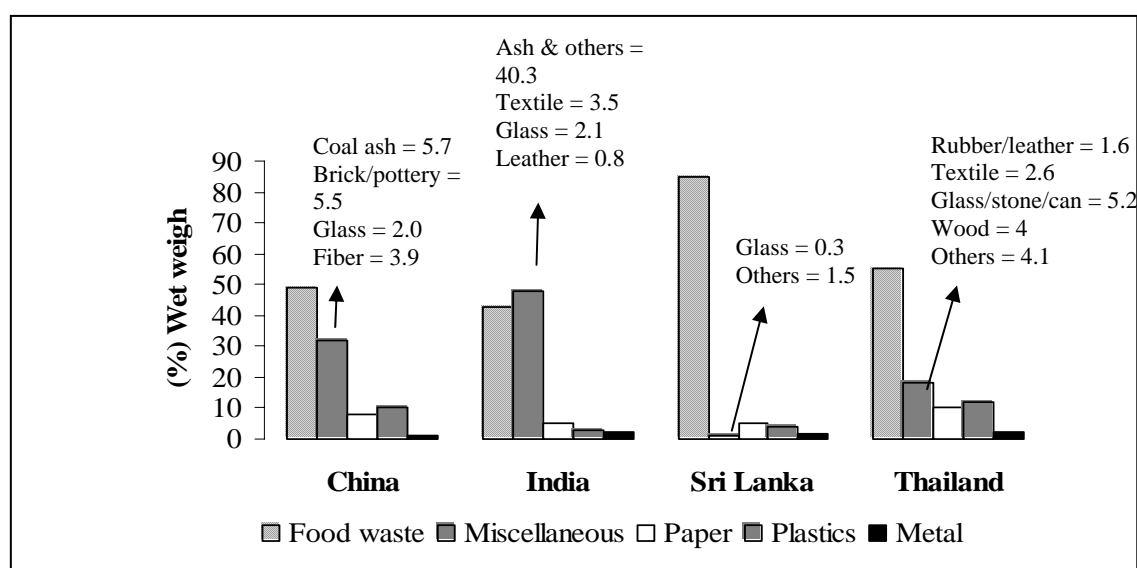 Ash & others =
40.3
Textile = 3.5
Glass = 2.1
Leather = 0.8
Coal ash = 5.7
Brick/pottery =
5.5
Glass = 2.0
Fiber = 3.9
Glass = 0.3
Others = 1.5
Rubber/leather = 1.6
Textile = 2.6
Glass/stone/can = 5.2
Wood = 4
Others = 4.1
(%) Wet weigh
90
80
70
60
50
40
30
20
10
0
China India Sri Lanka Thailand
Food waste Miscellaneous Paper Plastics Metal